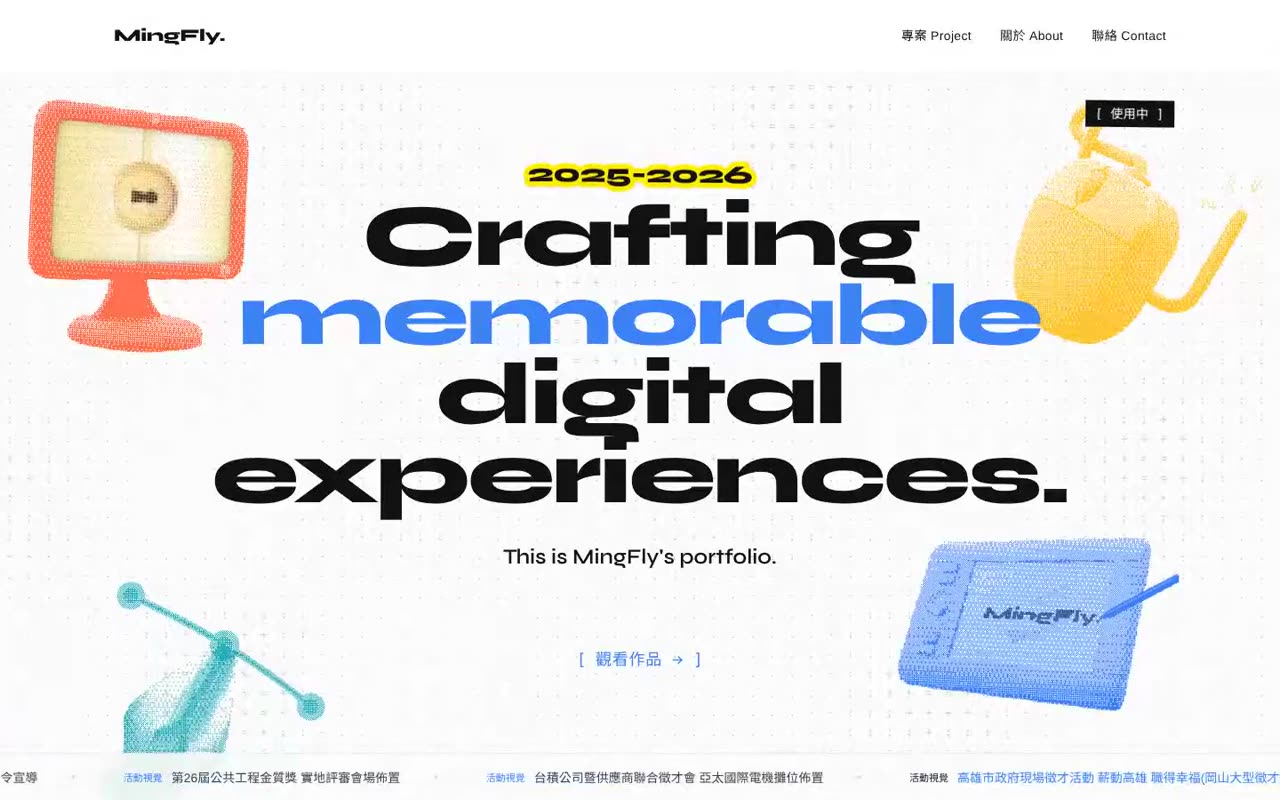 MingFly.
專案 Project
關於 About
聯絡 Contact
[ 使用中 ]
2025-2026
Crafting
memorable
digital
experiences.
This is MingFly's portfolio.
MingFly.
[ 觀看作品 → ]
令宣導
活動視覺 第26屆公共工程金質獎 實地評審會場佈置
活動視覺 台積公司暨供應商聯合徵才會 亞太國際電機攤位佈置
活動視覺 高雄市政府現場徵才活動 薪動高雄 職得幸福(岡山大型徵才